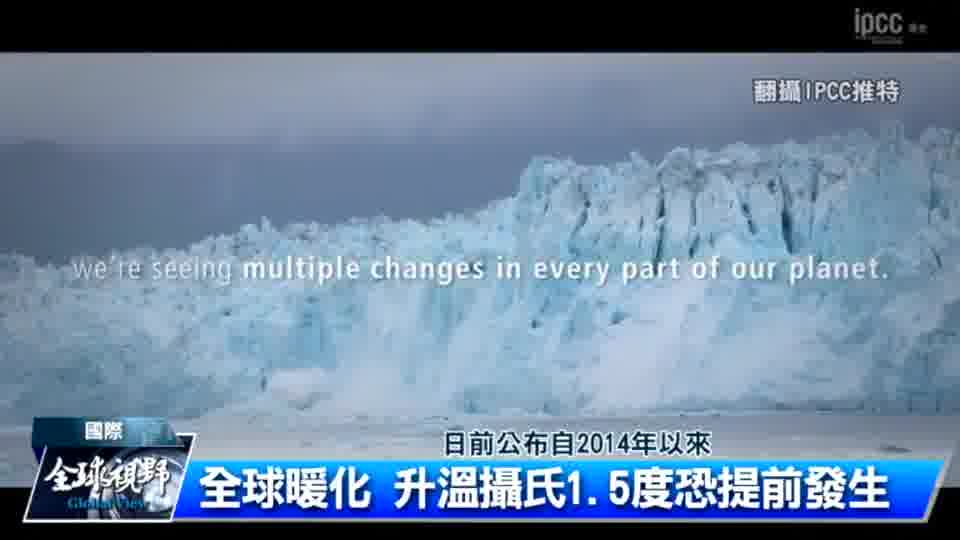 ipcc
翻攝IPCC推特
we're seeing multiple changes in every part of our planet.
國際
日前公布自2014年以來
全球視野
Global View
全球暖化 升溫攝氏1.5度恐提前發生